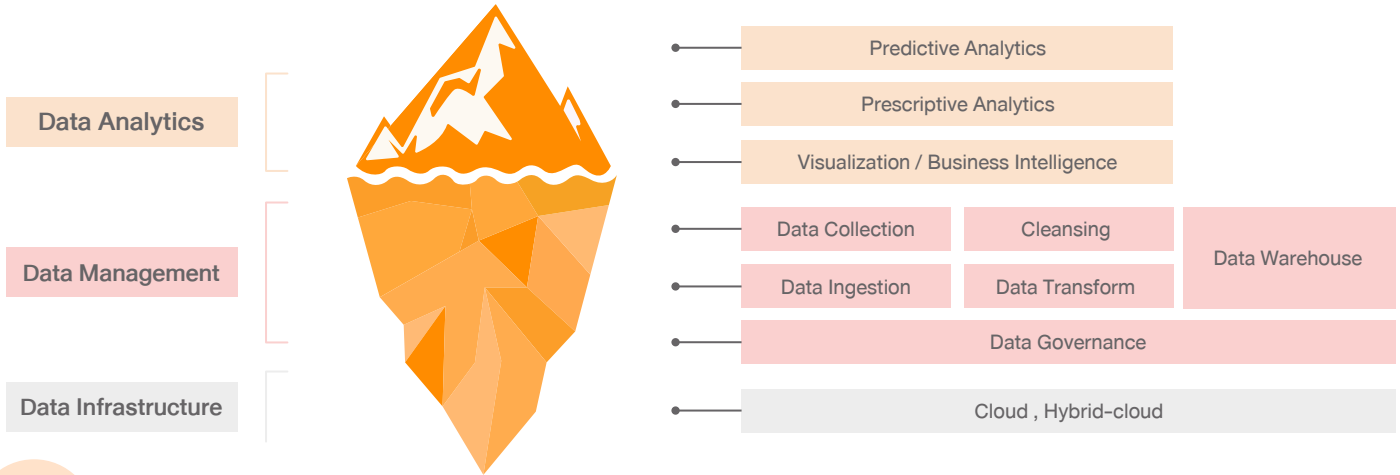 Predictive Analytics
Prescriptive Analytics
Data Analytics
Visualization / Business Intelligence
Data Collection
Cleansing
Data Warehouse
Data Management
Data Ingestion
Data Transform
Data Governance
Data Infrastructure
Cloud , Hybrid-cloud